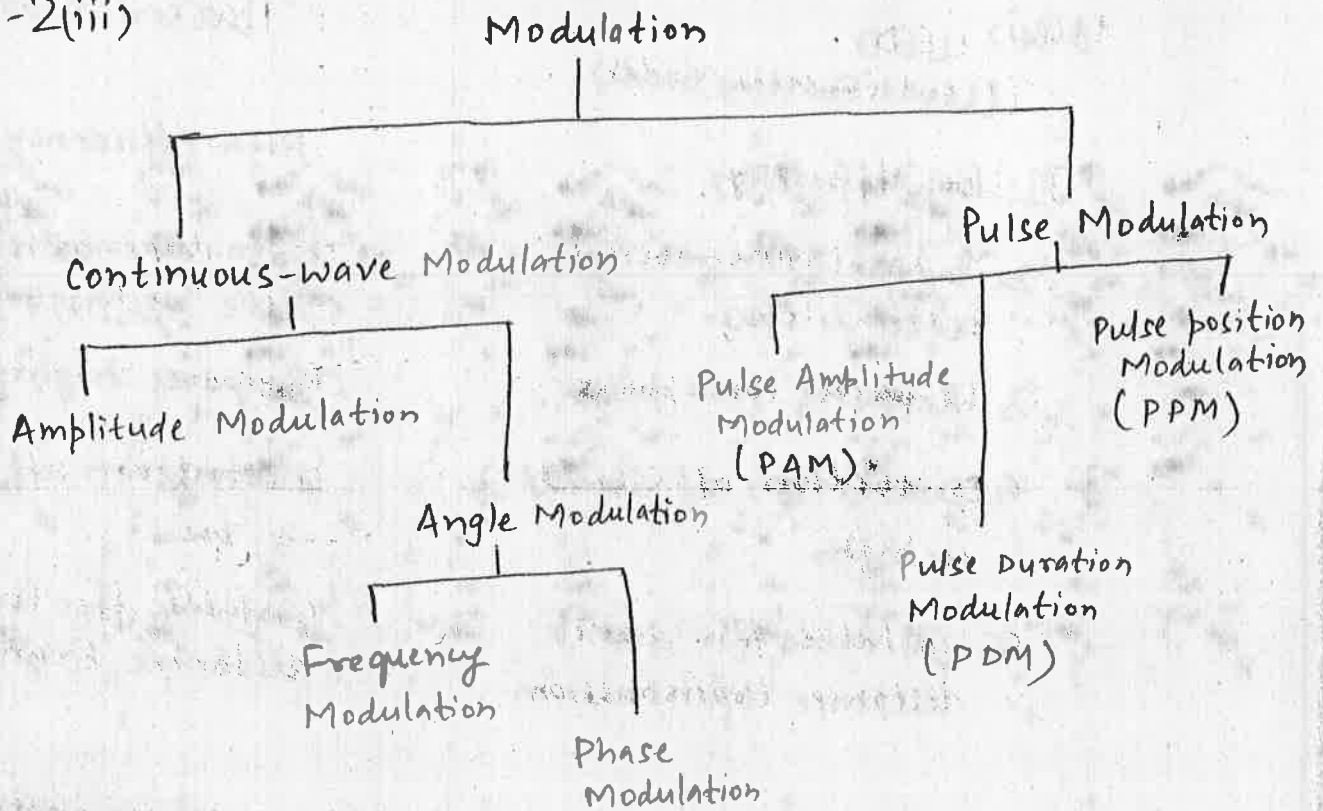 -2(iii)
Modulation
Continuous-wave Modulation
Pulse Modulation
Amplitude Modulation
Angle Modulation
Frequency
Modulation
Phase
Modulation
Pulse Amplitude
Modulation
(PAM)
Pulse Duration
Modulation
(PDM)
Pulse position
Modulation
(PPM)